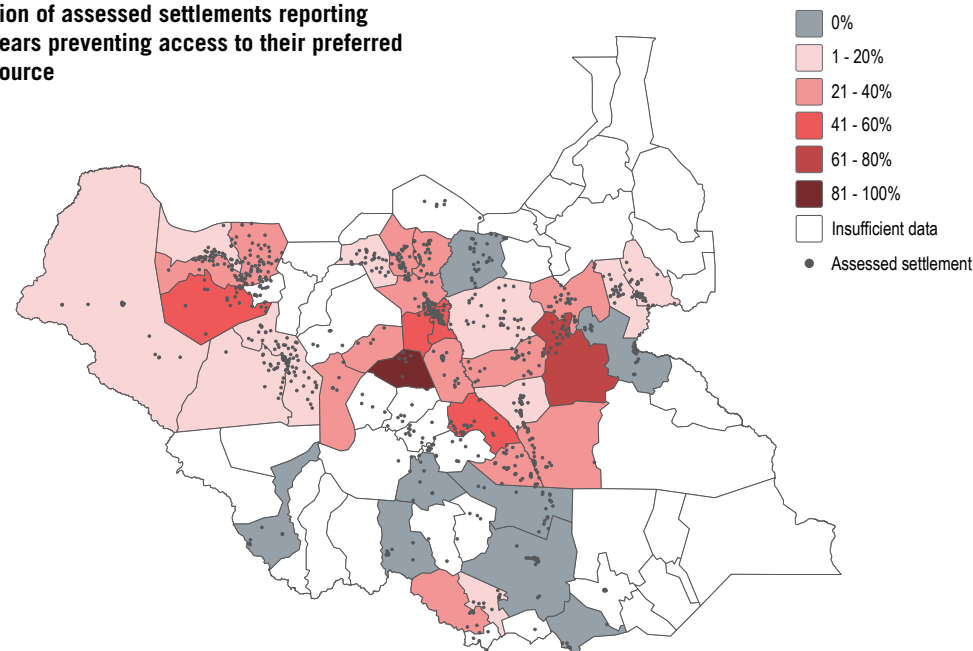 ion of assessed settlements reporting
ears preventing access to their preferred
ource
0%
1 - 20%
21 - 40%
41 - 60%
61 - 80%
81 - 100%
Insufficient data
Assessed settlement